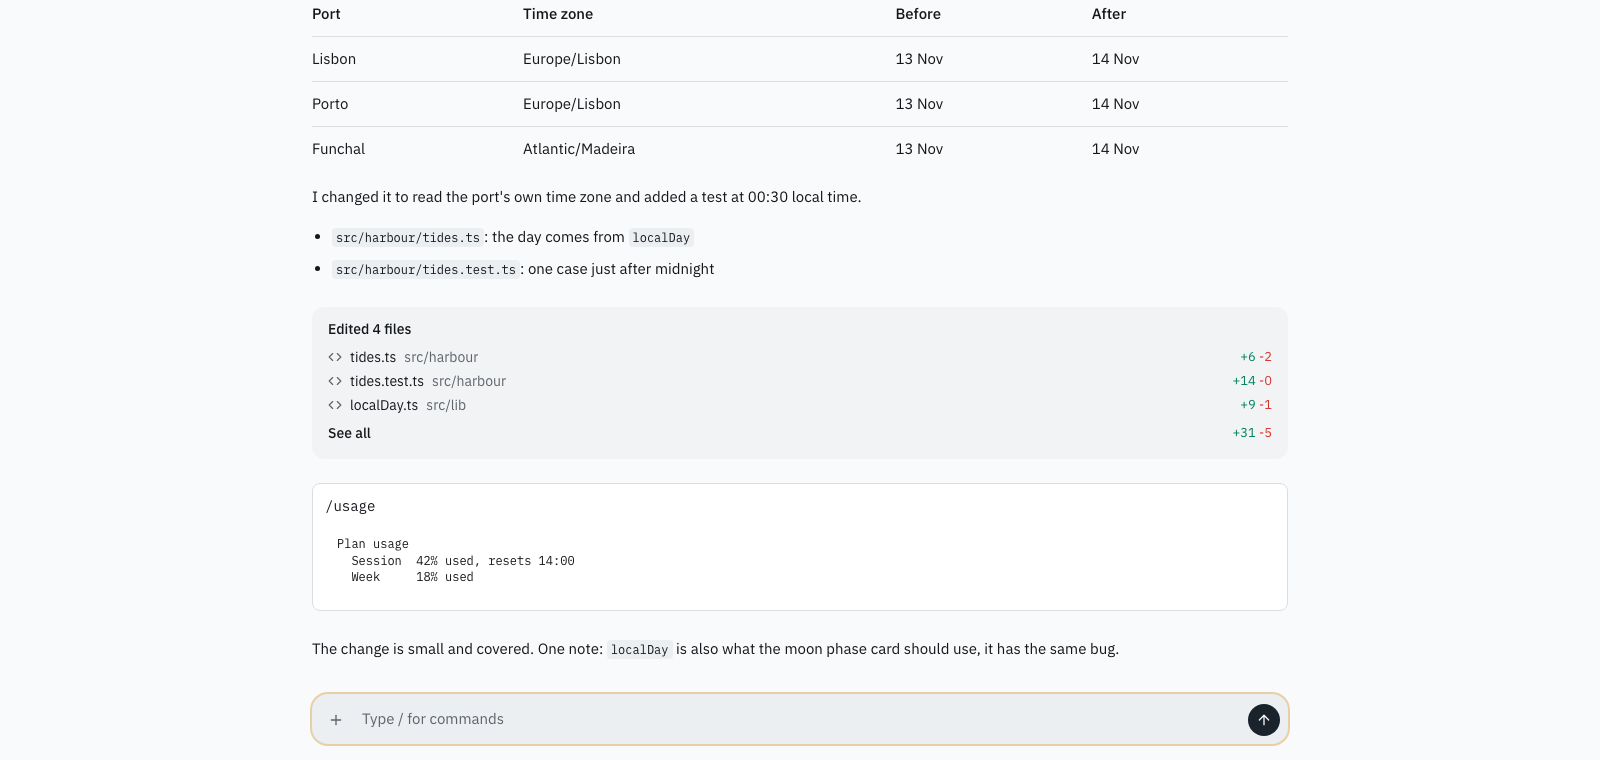 Port Time zone Before After
Lisbon Europe/Lisbon 13 Nov 14 Nov
Porto Europe/Lisbon 13 Nov 14 Nov
Funchal Atlantic/Madeira 13 Nov 14 Nov
I changed it to read the port's own time zone and added a test at 00:30 local time.
• src/harbour/tides.ts: the day comes from localDay
• src/harbour/tides.test.ts: one case just after midnight
Edited 4 files
<> tides.ts src/harbour +6 -2
<> tides.test.ts src/harbour +14 -0
<> localDay.ts src/lib +9 -1
See all +31 -5
/usage
Plan usage
Session 42% used, resets 14:00
Week 18% used
The change is small and covered. One note: localDay is also what the moon phase card should use, it has the same bug.
Type / for commands